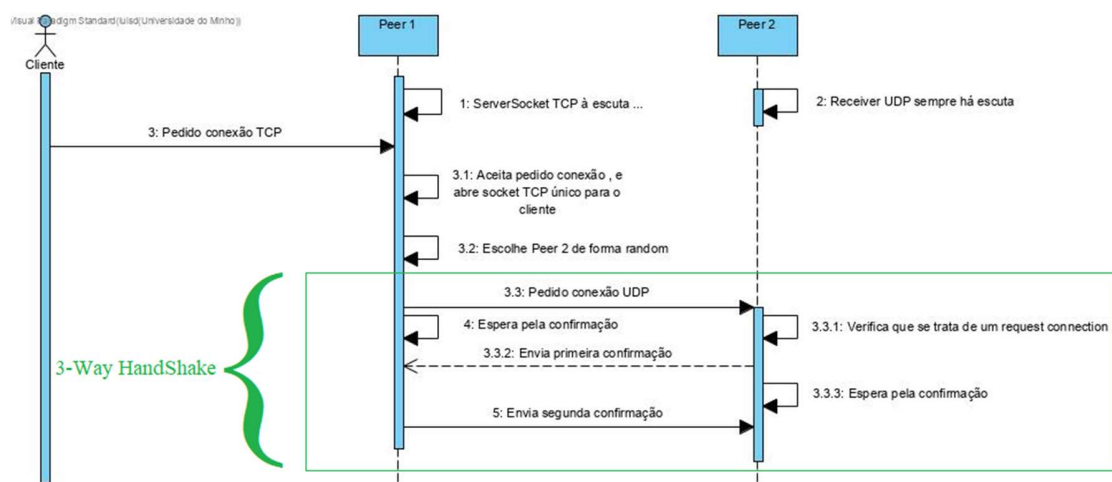 Visual Paradigm Standard(luisd(Universidade do Minho))
Cliente
Peer 1
Peer 2
1: ServerSocket TCP à escuta ...
2: Receiver UDP sempre há escuta
3: Pedido conexão TCP
3.1: Aceita pedido conexão , e
abre socket TCP único para o
cliente
3.2: Escolhe Peer 2 de forma random
3.3: Pedido conexão UDP
4: Espera pela confirmação
3.3.1: Verifica que se trata de um request connection
3.3.2: Envia primeira confirmação
3-Way HandShake
3.3.3: Espera pela confirmação
5: Envia segunda confirmação